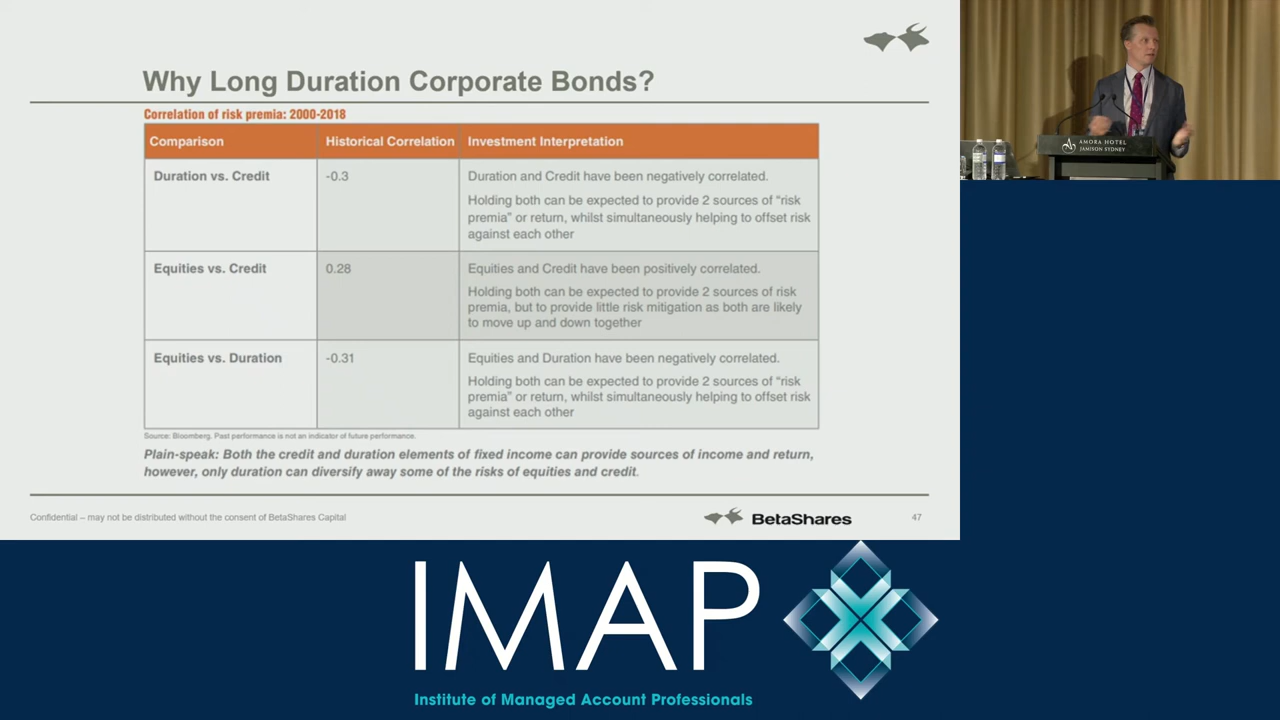 Why Long Duration Corporate Bonds?
Correlation of risk premia: 2000-2018
Comparison
Historical Correlation
Investment Interpretation
Duration vs. Credit
-0.3
Duration and Credit have been negatively correlated.
Holding both can be expected to provide 2 sources of “risk
premia” or return, whilst simultaneously helping to offset risk
against each other
Equities vs. Credit
0.28
Equities and Credit have been positively correlated.
Holding both can be expected to provide 2 sources of risk
premia, but to provide little risk mitigation as both are likely
to move up and down together
Equities vs. Duration
-0.31
Equities and Duration have been negatively correlated.
Holding both can be expected to provide 2 sources of “risk
premia” or return, whilst simultaneously helping to offset risk
against each other
Source: Bloomberg. Past performance is not an indicator of future performance.
Plain-speak: Both the credit and duration elements of fixed income can provide sources of income and return,
however, only duration can diversify away some of the risks of equities and credit.
Confidential – may not be distributed without the consent of BetaShares Capital
BetaShares
47
AMORA HOTEL
JAMISON SYDNEY
IMAP
Institute of Managed Account Professionals